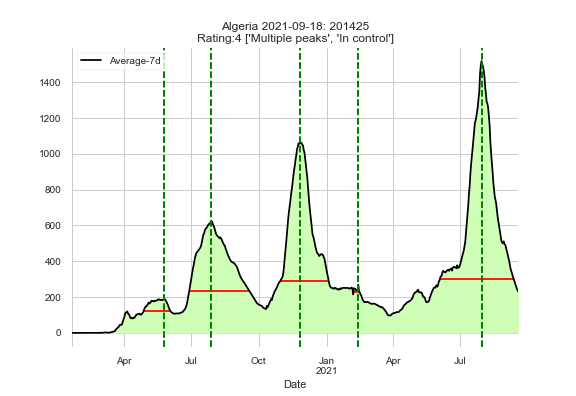 Algeria 2021-09-18: 201425
Rating:4 ['Multiple peaks', 'In control']
Average-7d
1400
1200
1000
800
600
400
200
0
Apr Jul Oct Jan Apr Jul
2021
Date